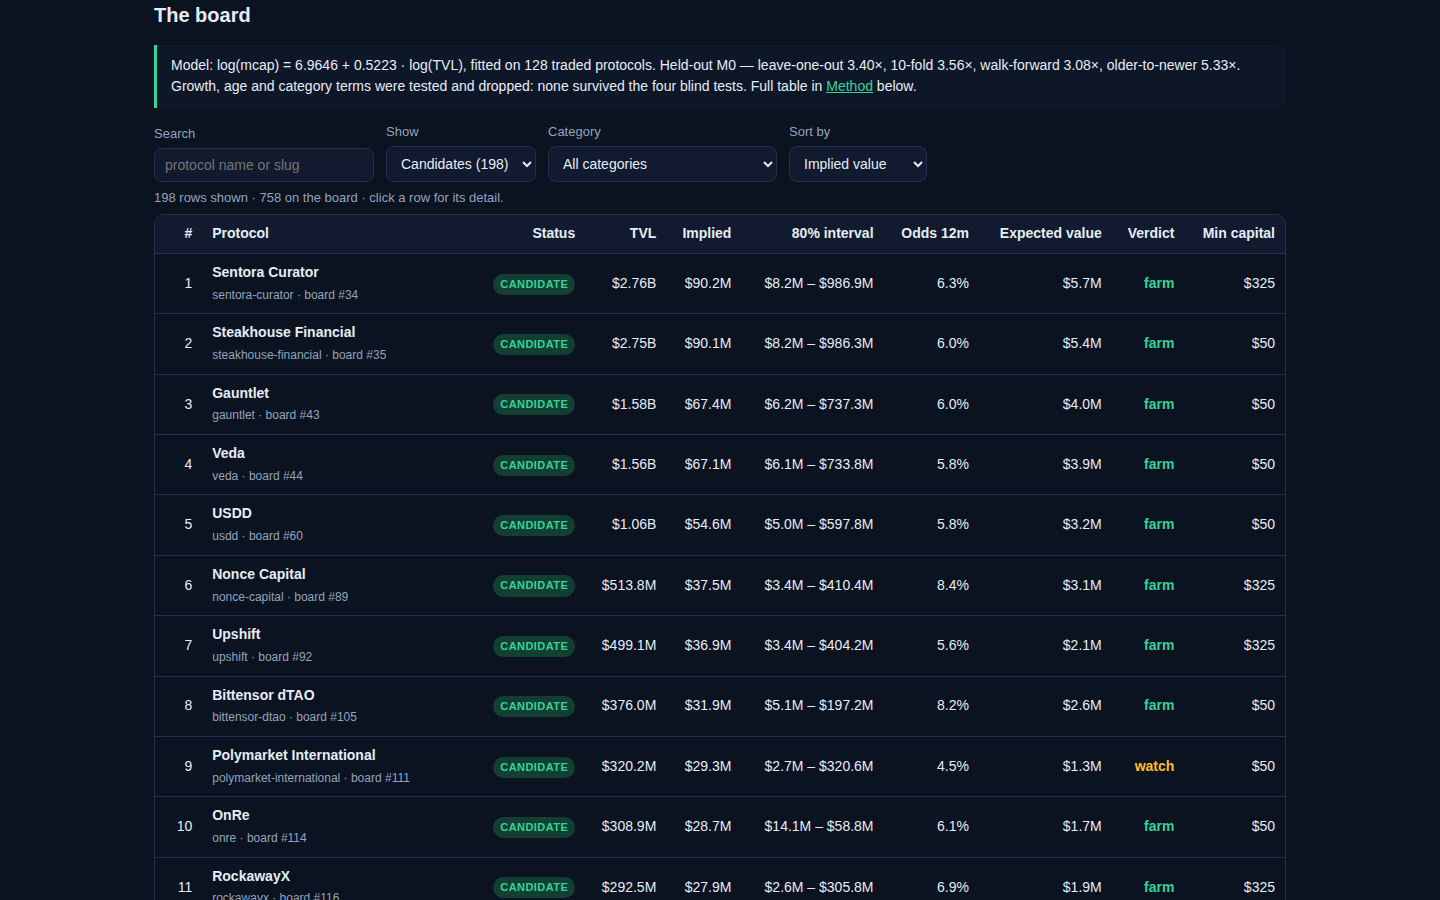 The board
Model: log(mcap) = 6.9646 + 0.5223 · log(TVL), fitted on 128 traded protocols. Held-out M0 — leave-one-out 3.40×, 10-fold 3.56×, walk-forward 3.08×, older-to-newer 5.33×.
Growth, age and category terms were tested and dropped: none survived the four blind tests. Full table in Method below.
Search Show Category Sort by
protocol name or slug Candidates (198) All categories Implied value
198 rows shown · 758 on the board · click a row for its detail.
# Protocol Status TVL Implied 80% interval Odds 12m Expected value Verdict Min capital
1 Sentora Curator CANDIDATE $2.76B $90.2M $8.2M – $986.9M 6.3% $5.7M farm $325
sentora-curator · board #34
2 Steakhouse Financial CANDIDATE $2.75B $90.1M $8.2M – $986.3M 6.0% $5.4M farm $50
steakhouse-financial · board #35
3 Gauntlet CANDIDATE $1.58B $67.4M $6.2M – $737.3M 6.0% $4.0M farm $50
gauntlet · board #43
4 Veda CANDIDATE $1.56B $67.1M $6.1M – $733.8M 5.8% $3.9M farm $50
veda · board #44
5 USDD CANDIDATE $1.06B $54.6M $5.0M – $597.8M 5.8% $3.2M farm $50
usdd · board #60
6 Nonce Capital CANDIDATE $513.8M $37.5M $3.4M – $410.4M 8.4% $3.1M farm $325
nonce-capital · board #89
7 Upshift CANDIDATE $499.1M $36.9M $3.4M – $404.2M 5.6% $2.1M farm $325
upshift · board #92
8 Bittensor dTAO CANDIDATE $376.0M $31.9M $5.1M – $197.2M 8.2% $2.6M farm $50
bittensor-dtao · board #105
9 Polymarket International CANDIDATE $320.2M $29.3M $2.7M – $320.6M 4.5% $1.3M watch $50
polymarket-international · board #111
10 OnRe CANDIDATE $308.9M $28.7M $14.1M – $58.8M 6.1% $1.7M farm $50
onre · board #114
11 RockawayX CANDIDATE $292.5M $27.9M $2.6M – $305.8M 6.9% $1.9M farm $325
rockawayx · board #116